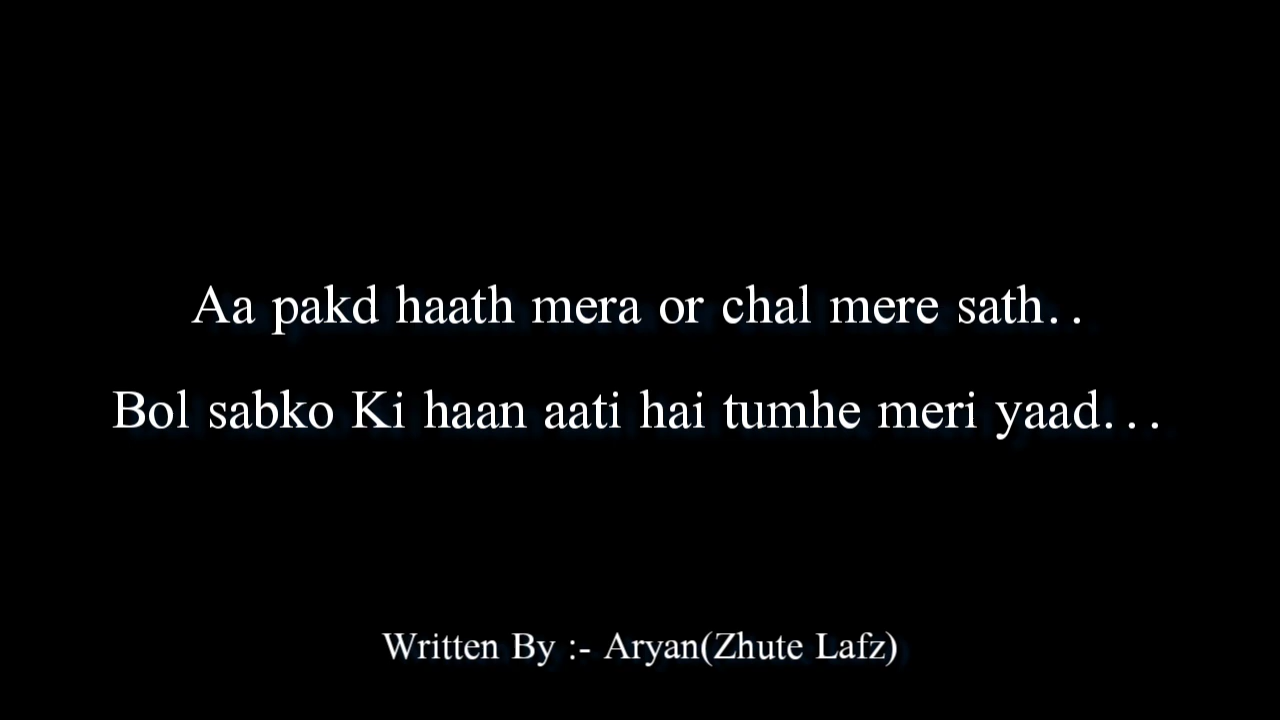 Aa pakd haath mera or chal mere sath. .
Bol sabko Ki haan aati hai tumhe meri yaad. . .
Written By :- Aryan(Zhute Lafz)